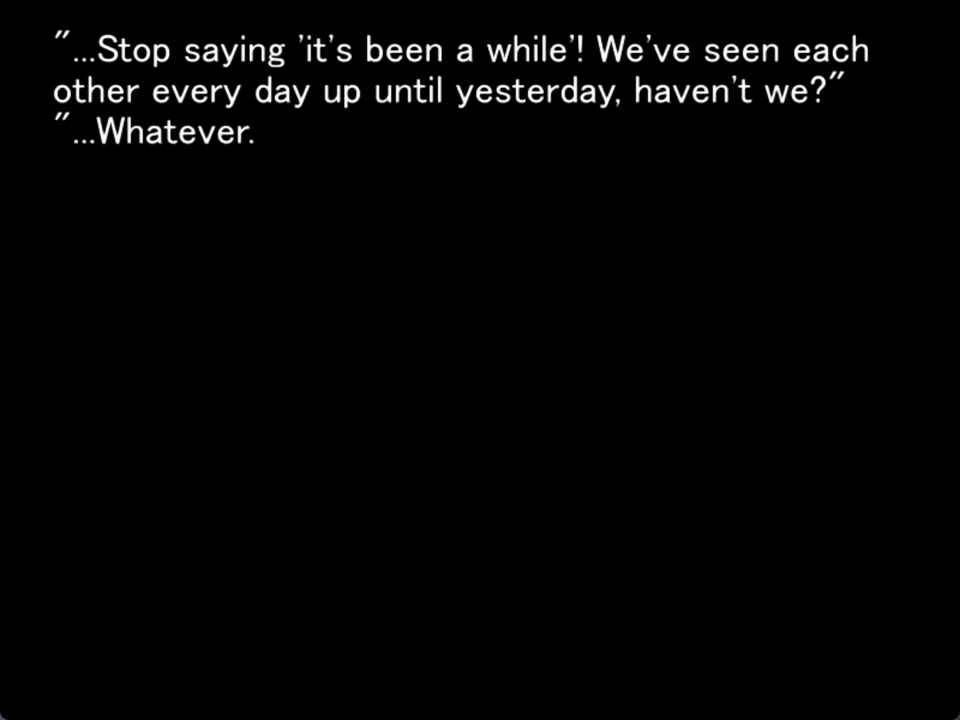 "...Stop saying 'it's been a while'! We've seen each
other every day up until yesterday, haven't we?"
"...Whatever.